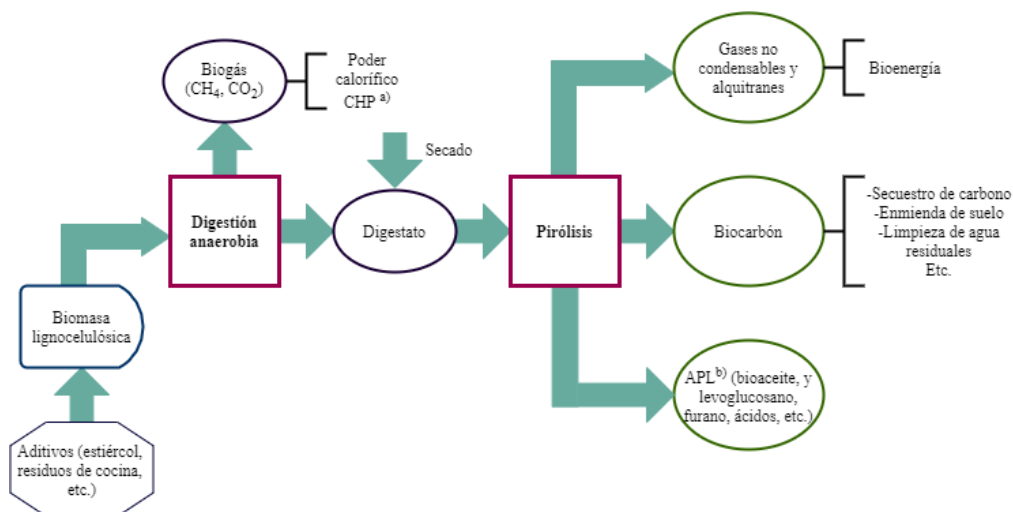 Biogás
(CH₄, CO₂)
Poder
calorífico
CHP ᵃ⁾
Secado
Gases no
condensables y
alquitranes
Bioenergía
Digestión
anaerobia
Digestato
Pirólisis
Biocarbón
-Secuestro de carbono
-Enmienda de suelo
-Limpieza de agua
residuales
Etc.
Biomasa
lignocelulósica
APLᵇ⁾ (bioaceite, y
levoglucosano,
furano, ácidos, etc.)
Aditivos (estiércol,
residuos de cocina,
etc.)